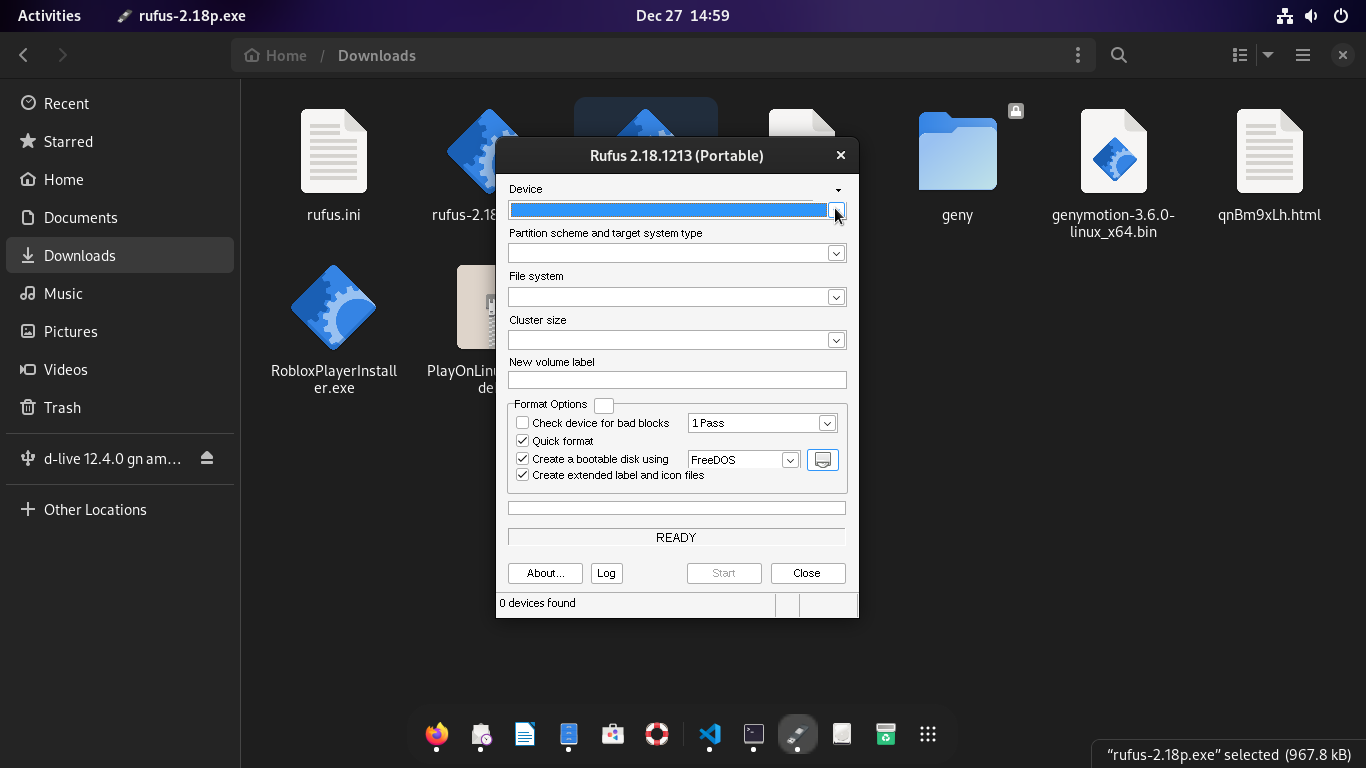 Activities
rufus-2.18p.exe
Dec 27 14:59
Home / Downloads
Recent
Starred
Home
Documents
Downloads
Music
Pictures
Videos
Trash
d-live 12.4.0 gn am…
Other Locations
rufus.ini
rufus-2.18
geny
genymotion-3.6.0-
linux_x64.bin
qnBm9xLh.html
RobloxPlayerInstall
er.exe
PlayOnLinu
de
Rufus 2.18.1213 (Portable)
Device
Partition scheme and target system type
File system
Cluster size
New volume label
Format Options
Check device for bad blocks
1 Pass
Quick format
Create a bootable disk using
FreeDOS
Create extended label and icon files
READY
About...
Log
Start
Close
0 devices found
"rufus-2.18p.exe" selected (967.8 kB)